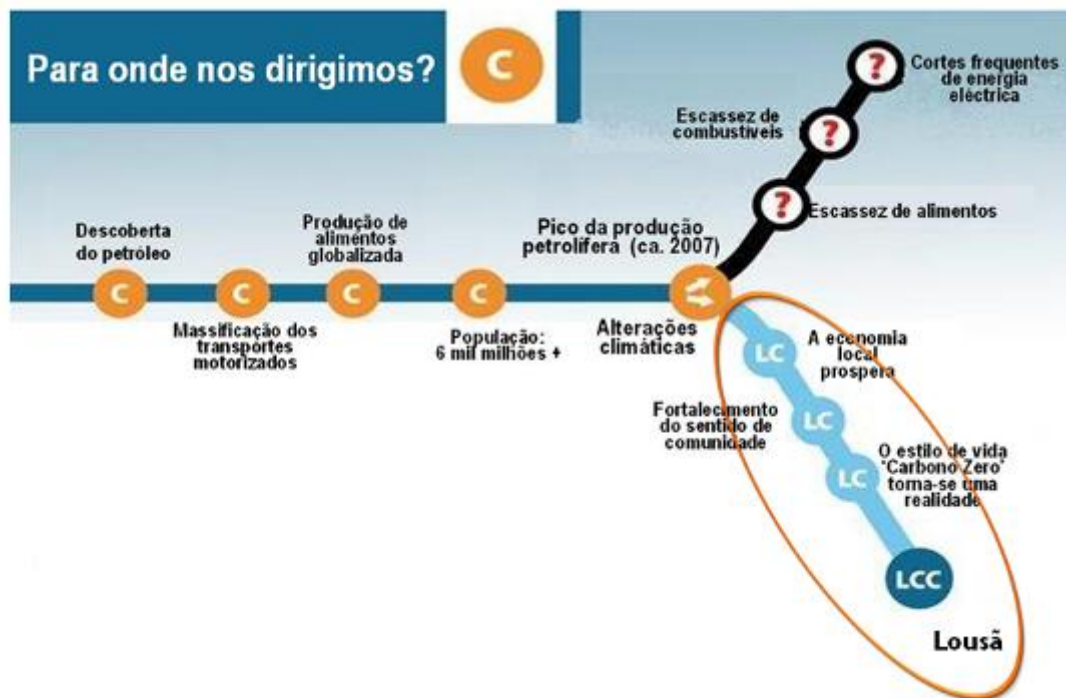 Para onde nos dirigimos?
C
Cortes frequentes
de energia
eléctrica
?
Escassez de
combustíveis
?
?
Escassez de alimentos
Descoberta
do petróleo
Produção de
alimentos
globalizada
Pico da produção
petrolífera (ca. 2007)
C
C
C
C
Massificação dos
transportes
motorizados
População:
6 mil milhões +
Alterações
climáticas
LC
A economia
local
prospera
Fortalecimento
do sentido de
comunidade
LC
LC
O estilo de vida
"Carbono Zero"
torna-se uma
realidade
LCC
Lousã